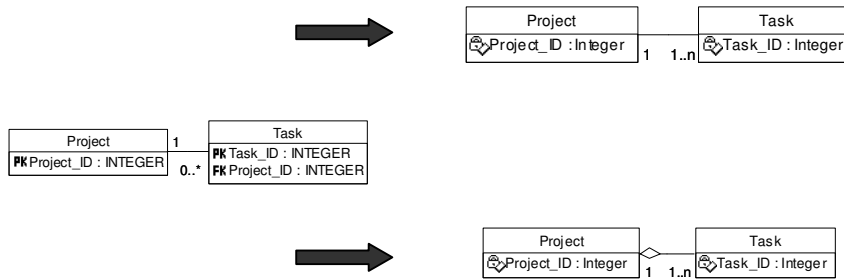 Project
Project_ID : Integer
1
1..n
Task
Task_ID : Integer
Project
PK Project_ID : INTEGER
1
0..*
Task
PK Task_ID : INTEGER
FK Project_ID : INTEGER
Project
Project_ID : Integer
1
1..n
Task
Task_ID : Integer